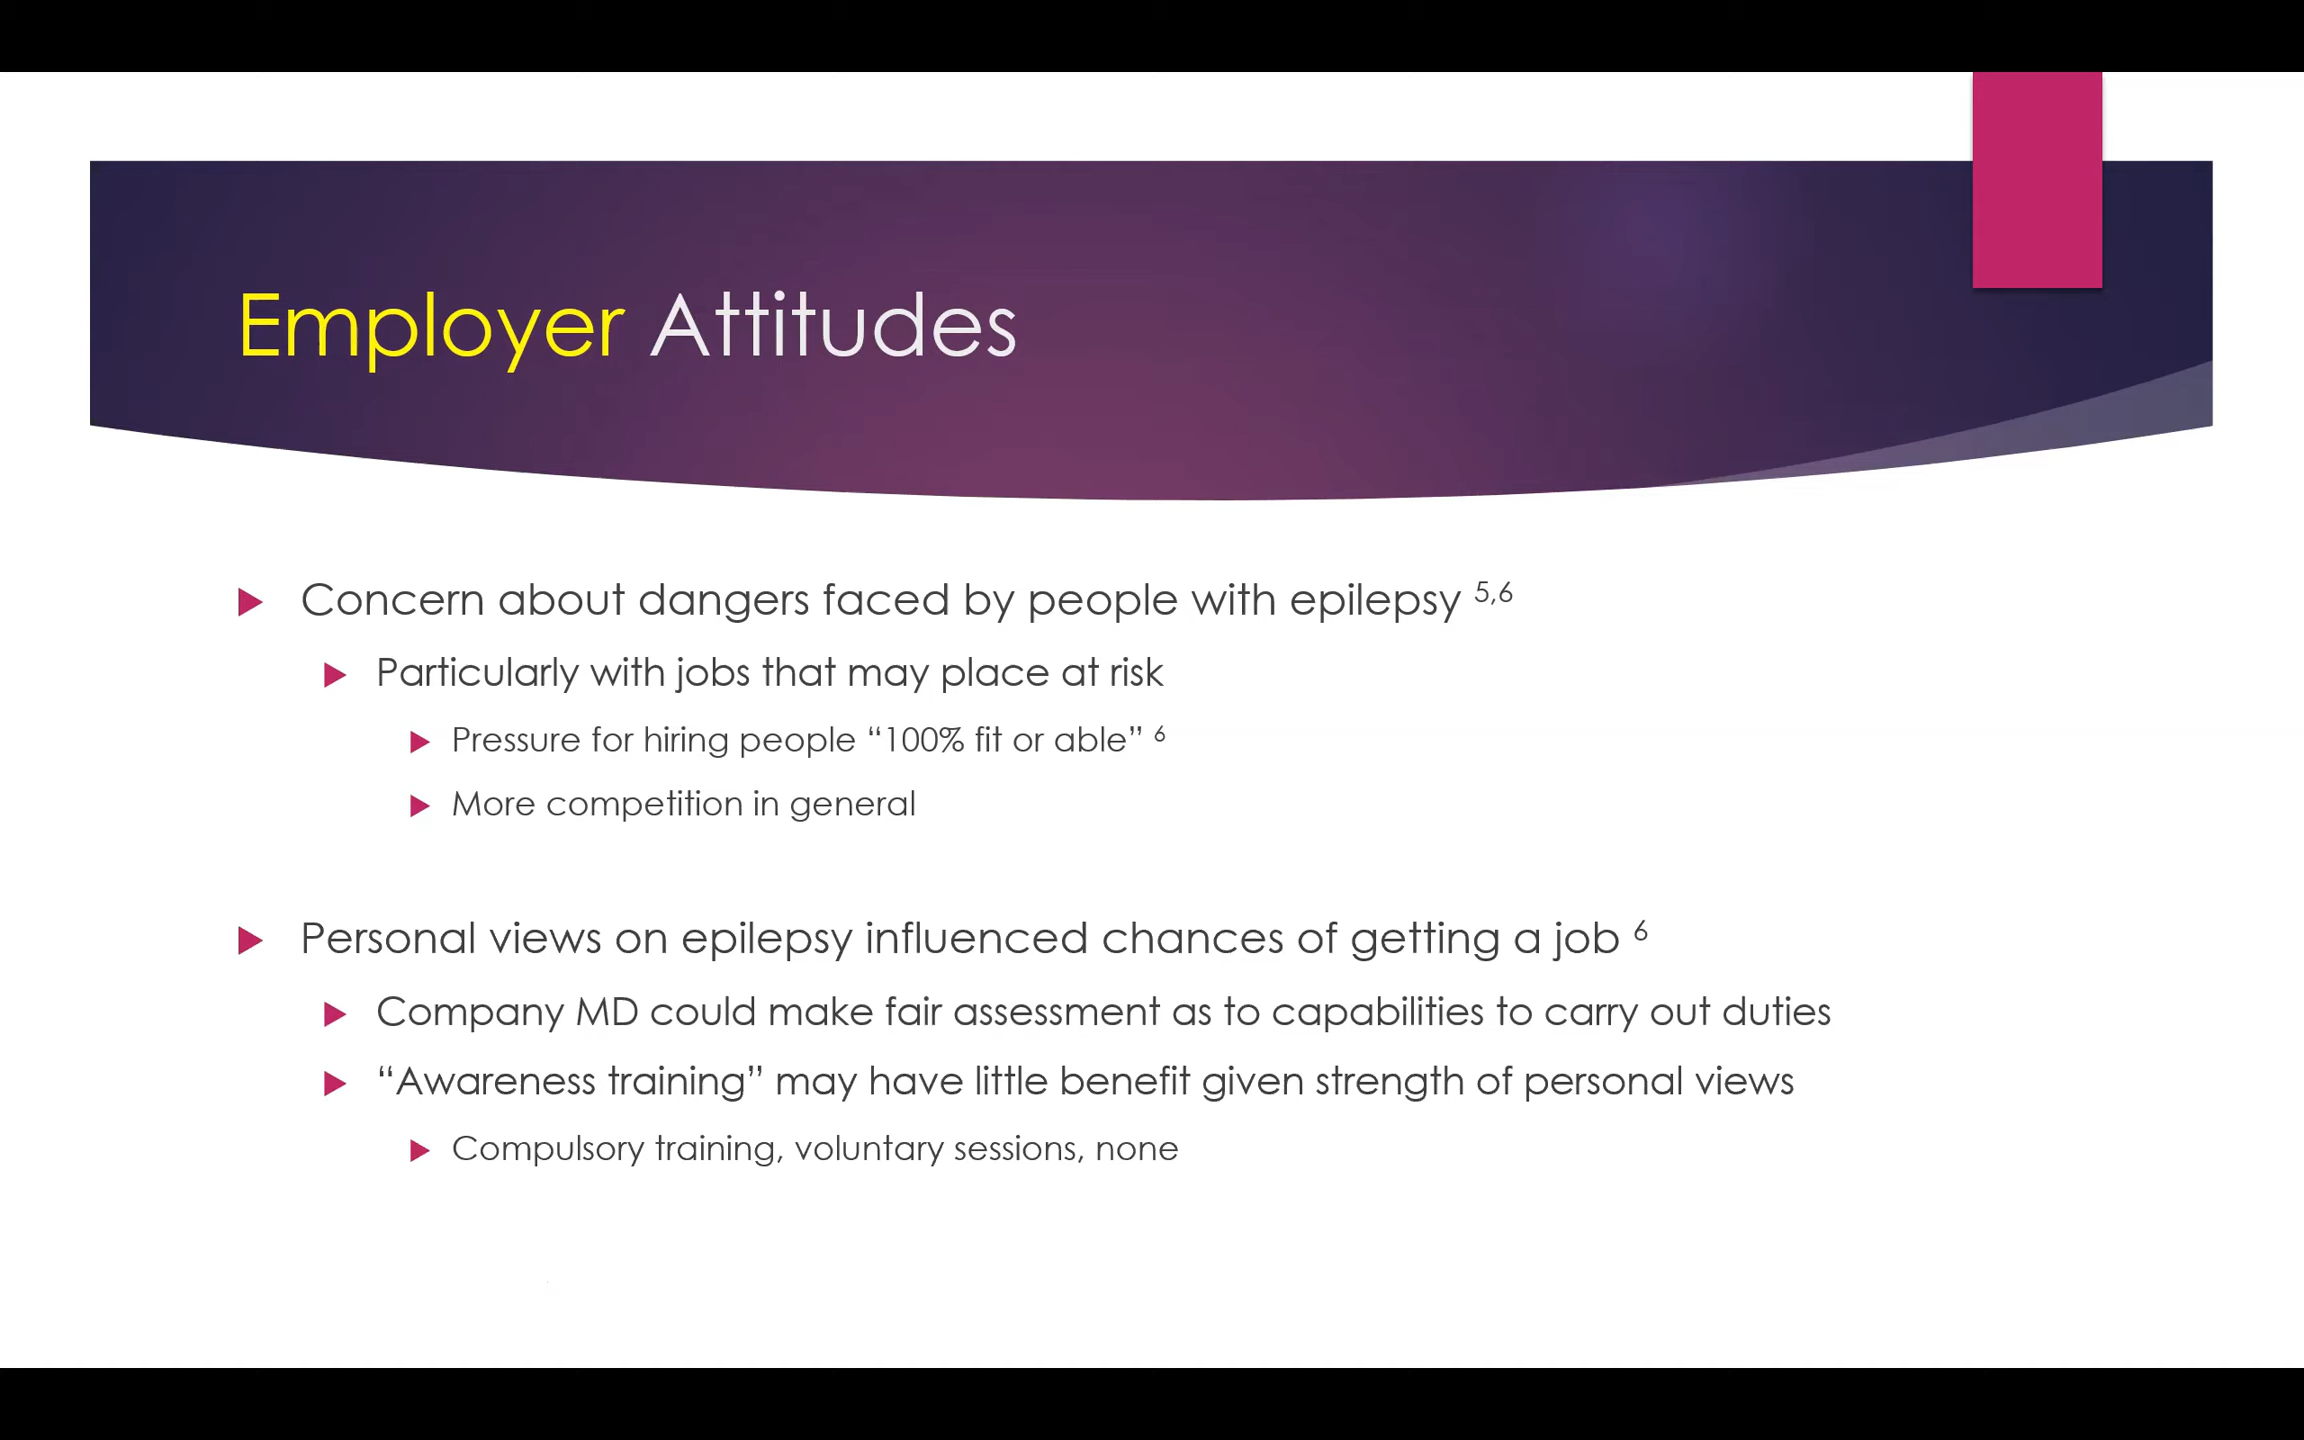 Employer Attitudes
Concern about dangers faced by people with epilepsy 5,6
Particularly with jobs that may place at risk
Pressure for hiring people “100% fit or able” 6
More competition in general
Personal views on epilepsy influenced chances of getting a job 6
Company MD could make fair assessment as to capabilities to carry out duties
“Awareness training” may have little benefit given strength of personal views
Compulsory training, voluntary sessions, none